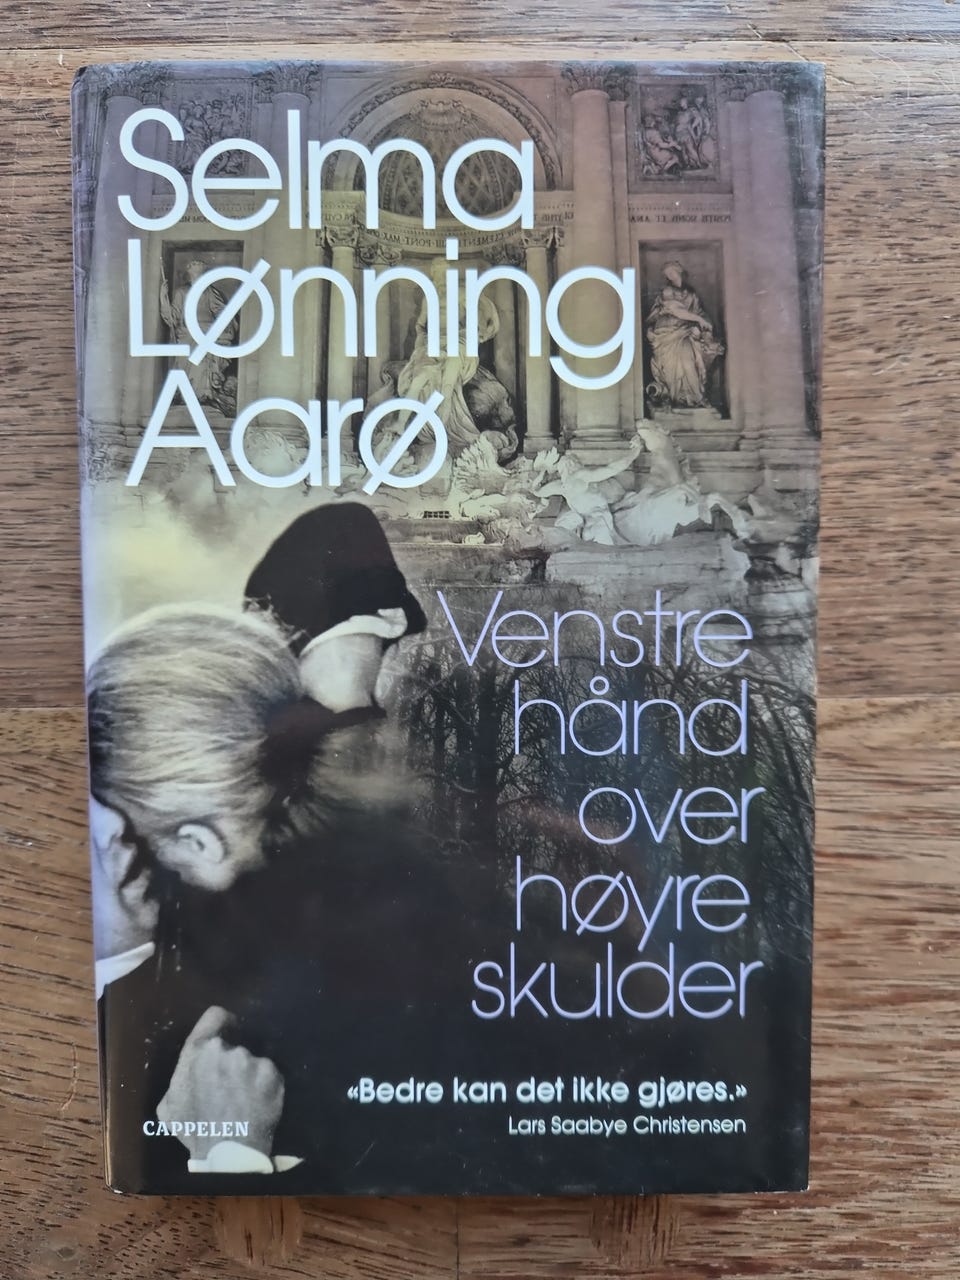 Selma
Lønning
Aarø
Venstre
hånd
over
høyre
skulder
«Bedre kan det ikke gjøres.»
Lars Saabye Christensen
CAPPELEN